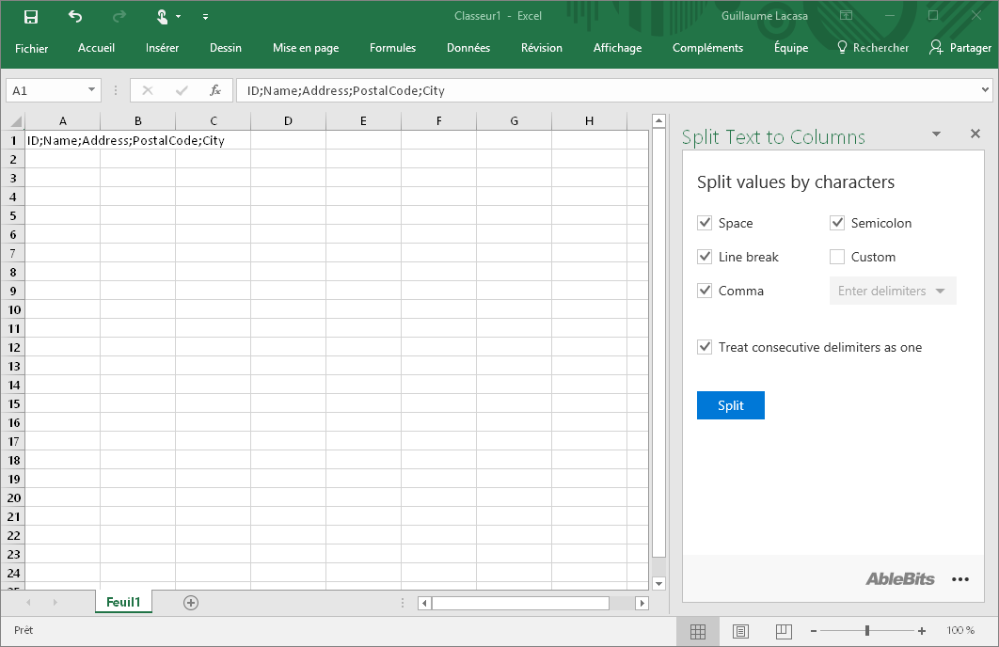 Classeur1 - Excel
Guillaume Lacasa
Fichier Accueil Insérer Dessin Mise en page Formules Données Révision Affichage Compléments Équipe Rechercher Partager
A1 fx ID;Name;Address;PostalCode;City
A B C D E F G H
1 ID;Name;Address;PostalCode;City
2
3
4
5
6
7
8
9
10
11
12
13
14
15
16
17
18
19
20
21
22
23
24
25
Split Text to Columns
Split values by characters
Space Semicolon
Line break Custom
Comma Enter delimiters
Treat consecutive delimiters as one
Split
AbleBits
Feuil1
Prêt
100 %